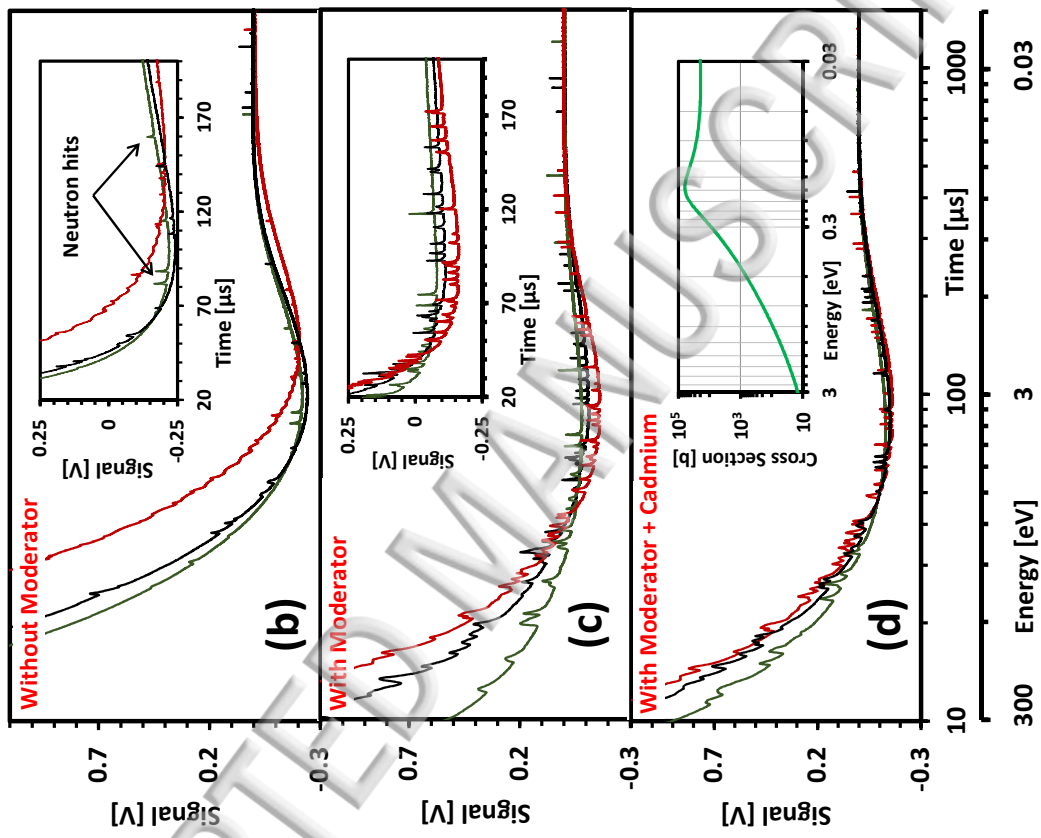 Without Moderator
(b)
Signal [V]
0.7
0.2
-0.3
Signal [V]
0.25
0
-0.25
20
70
120
170
Time [µs]
Neutron hits
With Moderator
(c)
Signal [V]
0.7
0.2
-0.3
Signal [V]
0.25
0
-0.25
20
70
120
170
Time [µs]
With Moderator + Cadmium
(d)
Signal [V]
0.7
0.2
-0.3
Cross Section [b]
10⁵
10³
10
3
0.3
0.03
Energy [eV]
10
100
1000
Time [µs]
300
3
0.03
Energy [eV]